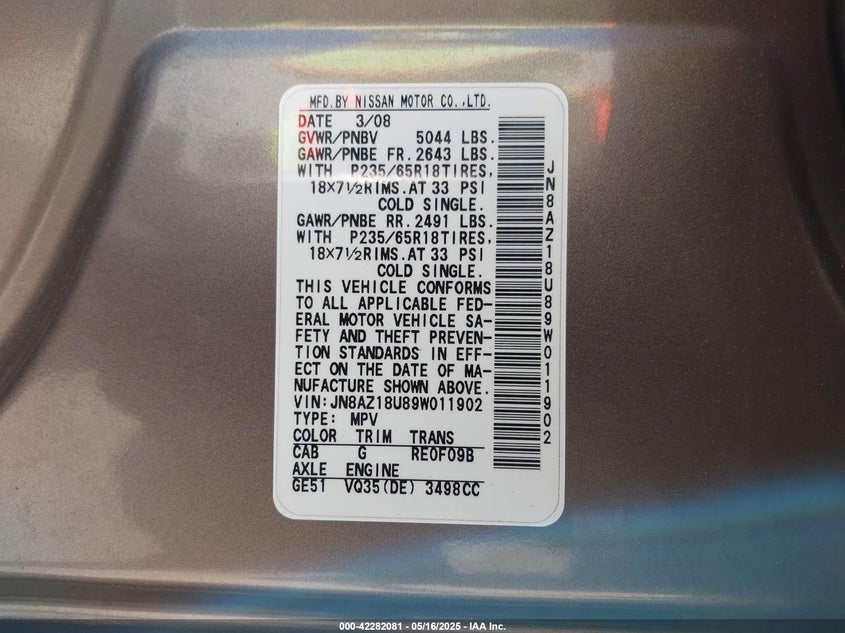 MFD.BY NISSAN MOTOR CO.,LTD.
DATE 3/08
GVWR/PNBV 5044 LBS.
GAWR/PNBE FR.2643 LBS.
WITH P235/65R18TIRES,
18X7½RIMS.AT 33 PSI
COLD SINGLE.
GAWR/PNBE RR.2491 LBS.
WITH P235/65R18TIRES,
18X7½RIMS.AT 33 PSI
COLD SINGLE.
THIS VEHICLE CONFORMS
TO ALL APPLICABLE FED-
ERAL MOTOR VEHICLE SA-
FETY AND THEFT PREVEN-
TION STANDARDS IN EFF-
ECT ON THE DATE OF MA-
NUFACTURE SHOWN ABOVE.
VIN:JN8AZ18U89W011902
TYPE: MPV
COLOR TRIM TRANS
CAB G RE0F09B
AXLE ENGINE
GE51 VQ35(DE) 3498CC
JN8AZ18U89W011902
000-42282081 - 05/16/2025 - IAA Inc.